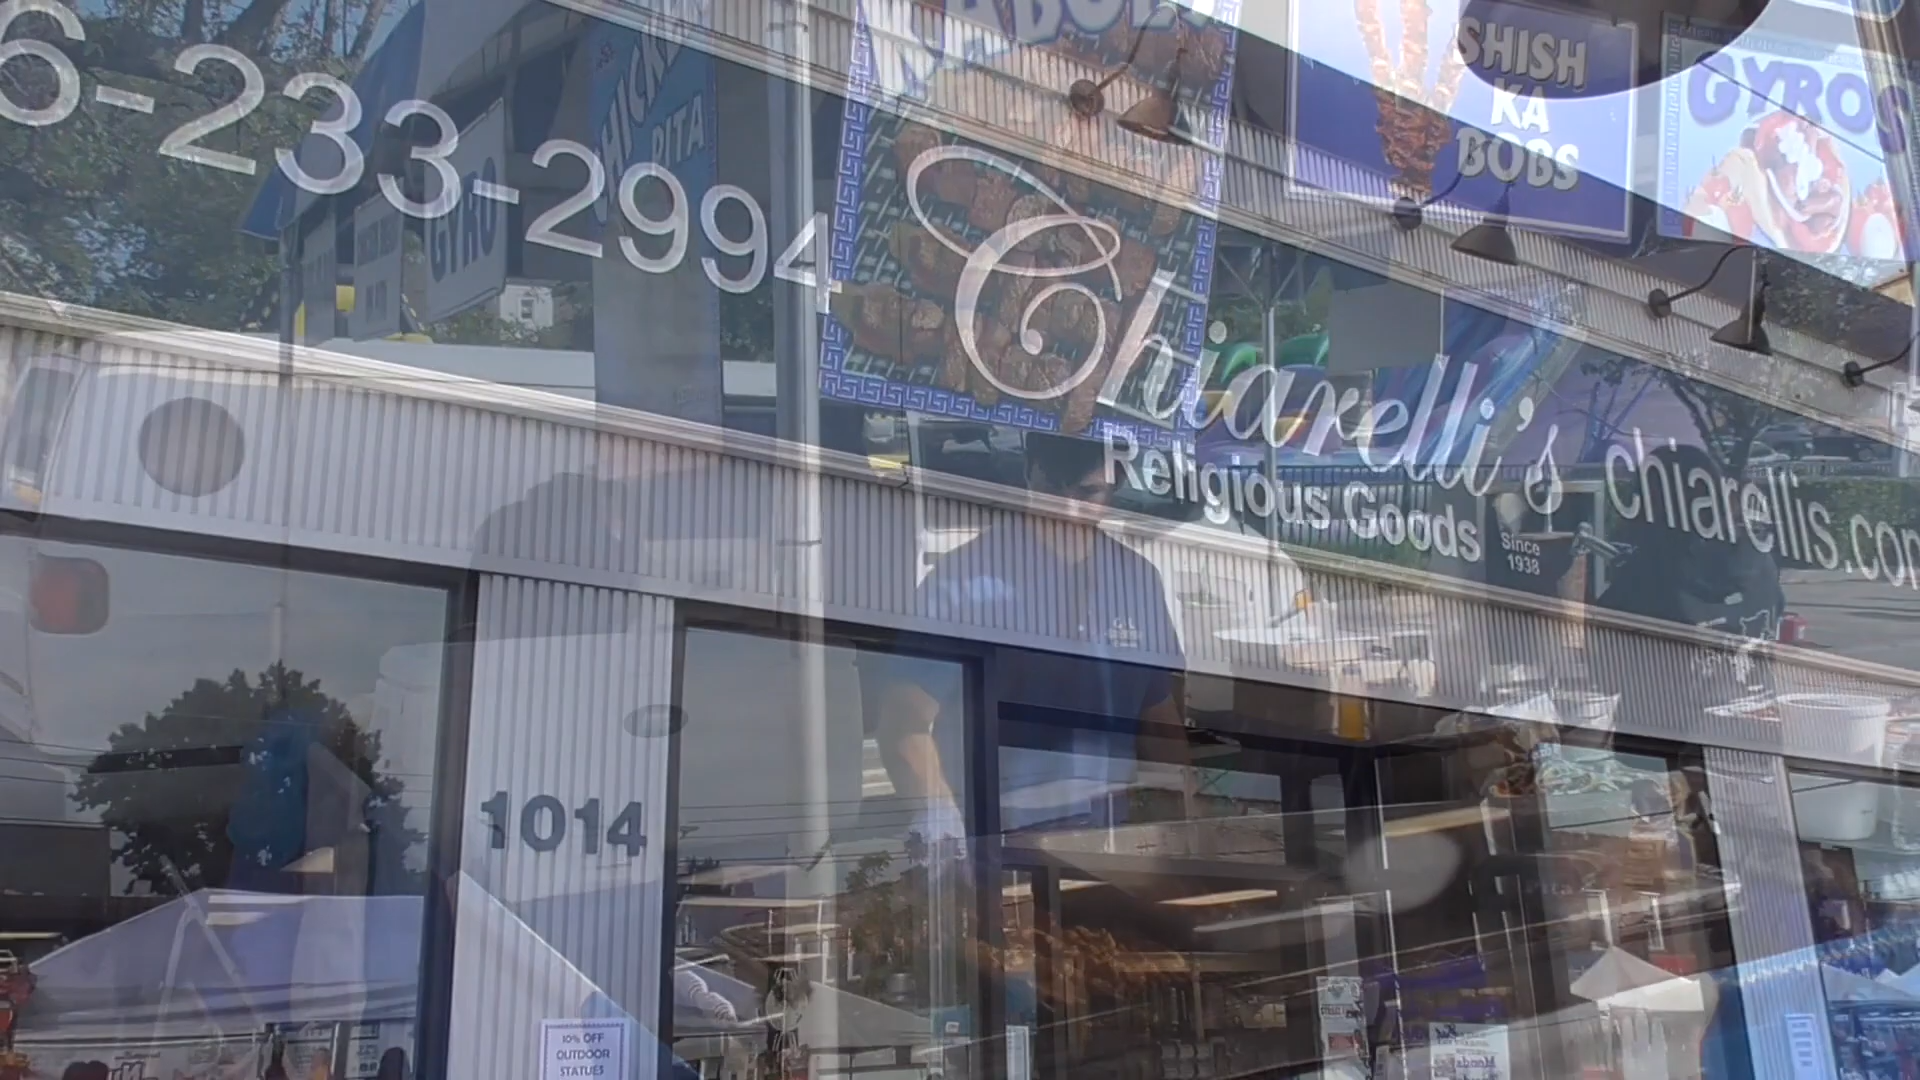 6-233-2994
Chiarelli's
Religious Goods
Since
1938
chiarellis.com
SHISH
KA
BOBS
GYROS
CHICKEN
PITA
GYRO
1014
10% OFF
OUTDOOR
STATUES